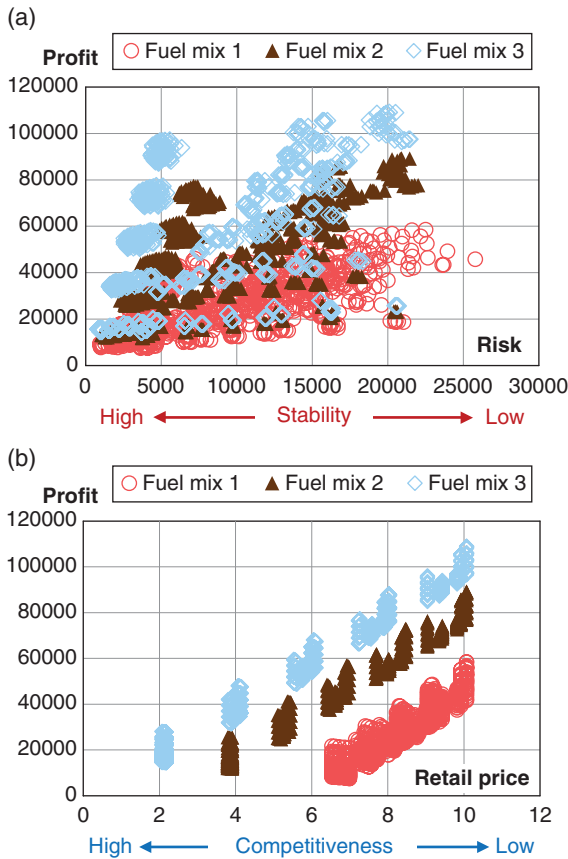 (a)
Profit
Fuel mix 1 Fuel mix 2 Fuel mix 3
120000
100000
80000
60000
40000
20000
0
Risk
0 5000 10000 15000 20000 25000 30000
High Stability Low
(b)
Profit
Fuel mix 1 Fuel mix 2 Fuel mix 3
120000
100000
80000
60000
40000
20000
0
Retail price
0 2 4 6 8 10 12
High Competitiveness Low